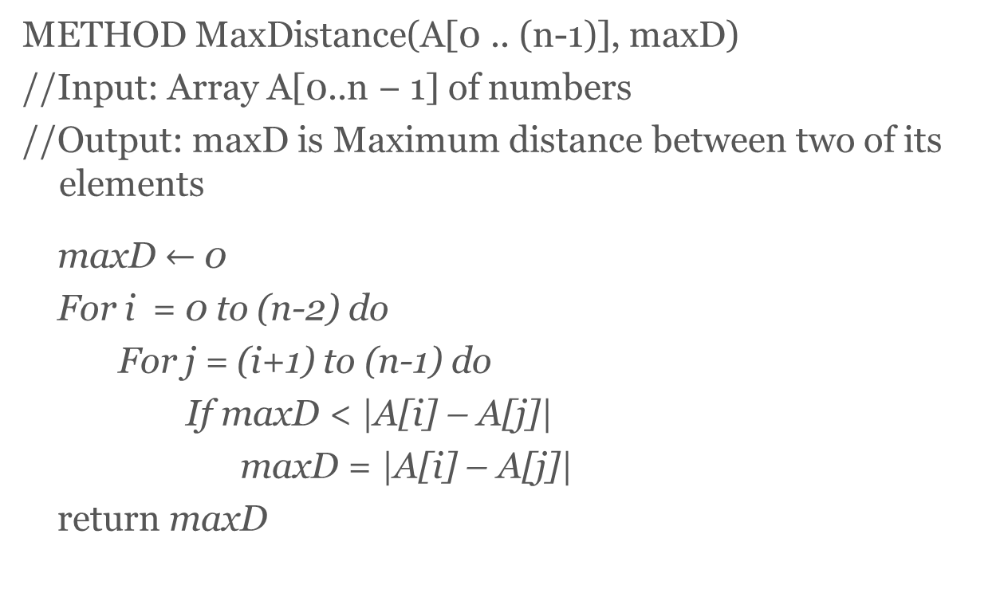 METHOD MaxDistance(A[0 .. (n-1)], maxD)
//Input: Array A[0..n – 1] of numbers
//Output: maxD is Maximum distance between two of its
elements
maxD ← 0
For i = 0 to (n-2) do
For j = (i+1) to (n-1) do
If maxD < |A[i] – A[j]|
maxD = |A[i] – A[j]|
return maxD